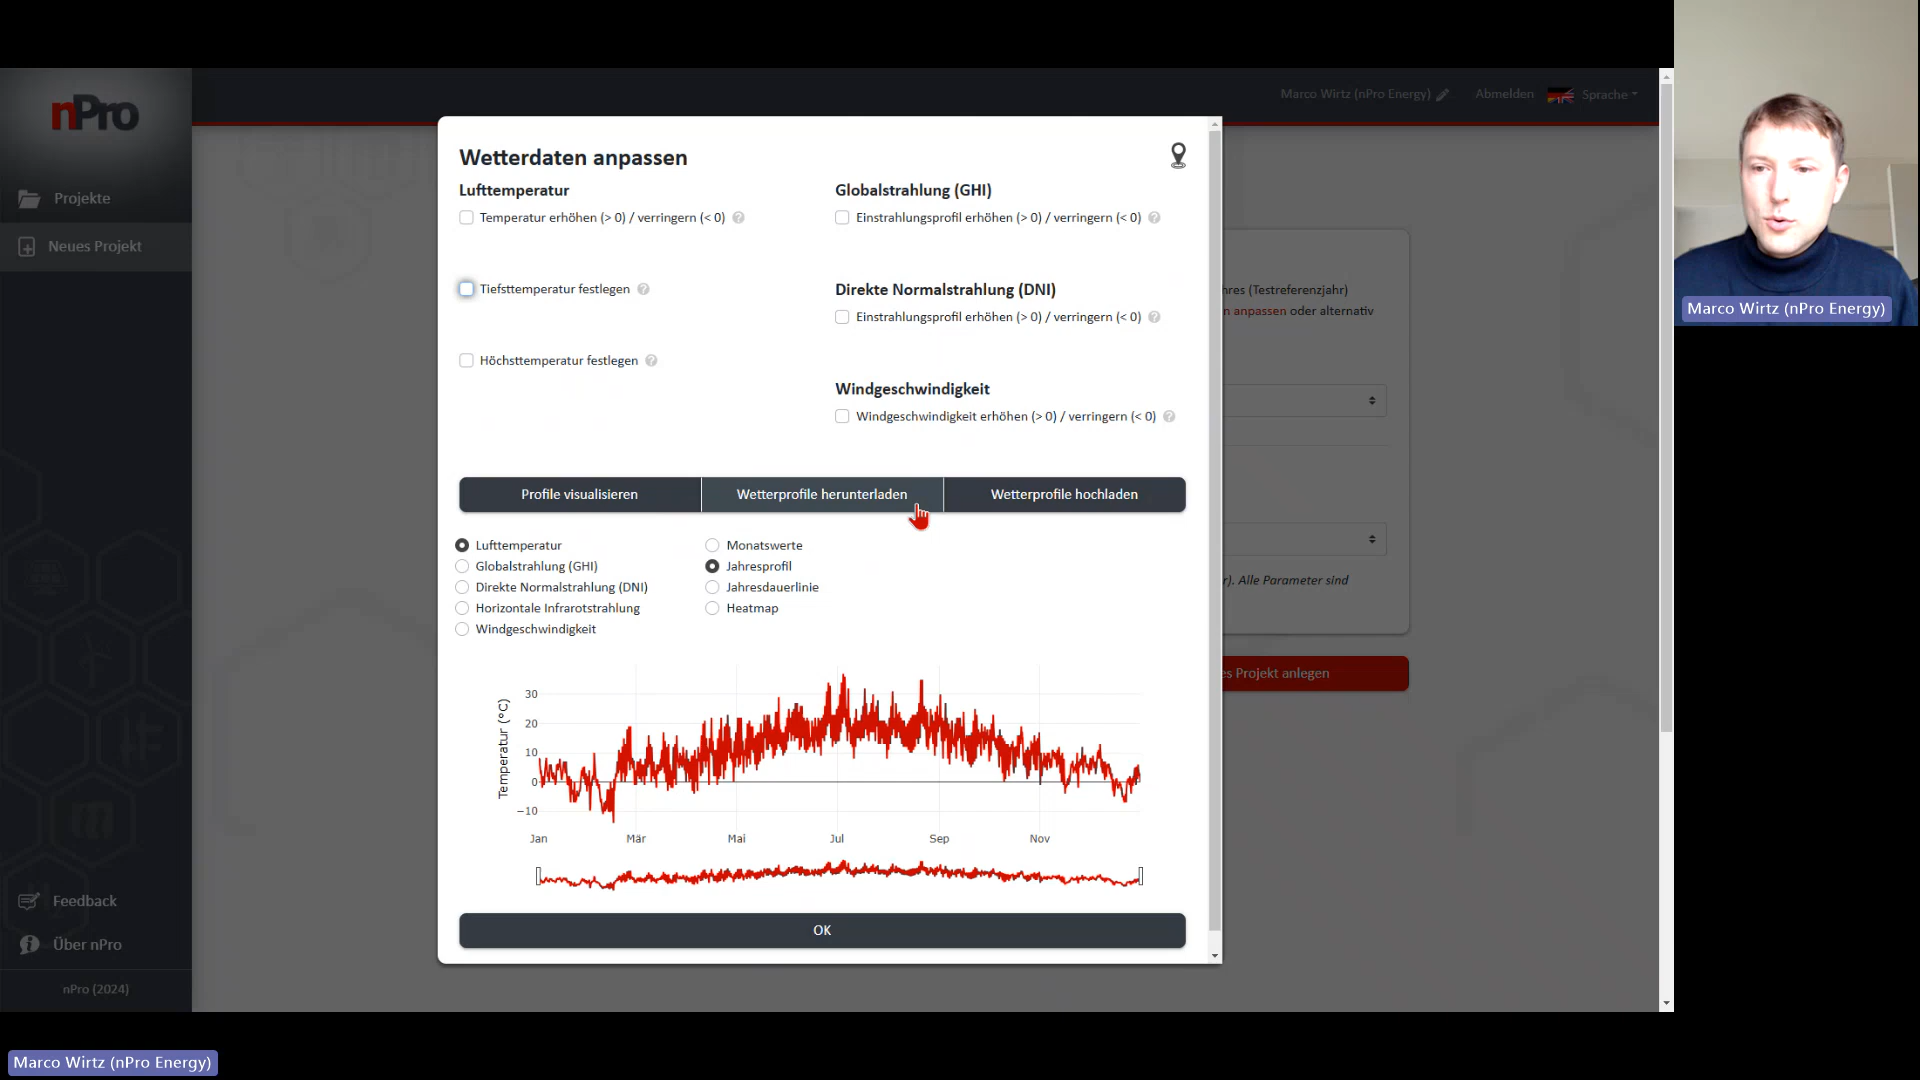 nPro
Projekte
Neues Projekt
Feedback
Über nPro
nPro (2024)
Marco Wirtz (nPro Energy)
Abmelden
Sprache
Wetterdaten anpassen
Lufttemperatur
Temperatur erhöhen (> 0) / verringern (< 0)
Tiefsttemperatur festlegen
Höchsttemperatur festlegen
Globalstrahlung (GHI)
Einstrahlungsprofil erhöhen (> 0) / verringern (< 0)
Direkte Normalstrahlung (DNI)
Einstrahlungsprofil erhöhen (> 0) / verringern (< 0)
Windgeschwindigkeit
Windgeschwindigkeit erhöhen (> 0) / verringern (< 0)
Profile visualisieren
Wetterprofile herunterladen
Wetterprofile hochladen
Lufttemperatur
Globalstrahlung (GHI)
Direkte Normalstrahlung (DNI)
Horizontale Infrarotstrahlung
Windgeschwindigkeit
Monatswerte
Jahresprofil
Jahresdauerlinie
Heatmap
Temperatur (°C)
30
20
10
0
−10
Jan
Mär
Mai
Jul
Sep
Nov
OK
hres (Testreferenzjahr)
n anpassen oder alternativ
r). Alle Parameter sind
es Projekt anlegen
Marco Wirtz (nPro Energy)
Marco Wirtz (nPro Energy)